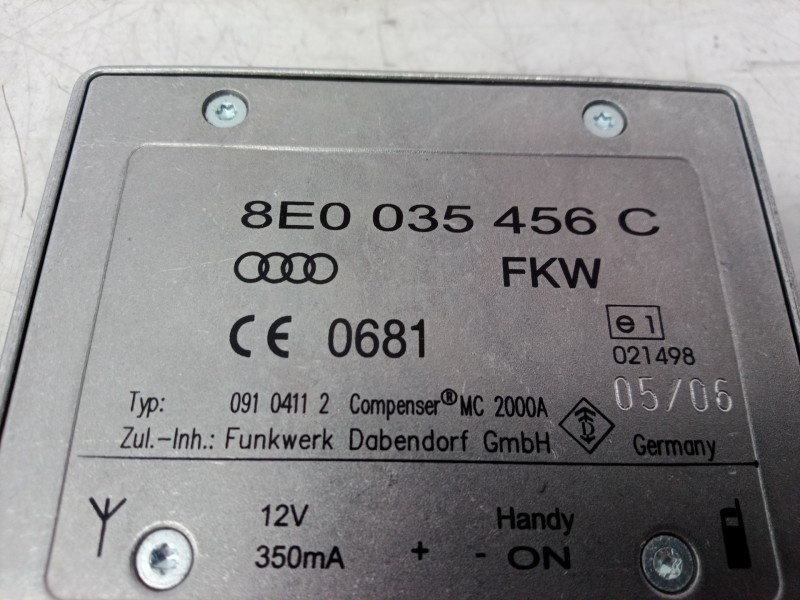 8E0 035 456 C
FKW
CE 0681
e1
021498
05/06
Typ: 091 0411 2 Compenser® MC 2000A
Zul.-Inh.: Funkwerk Dabendorf GmbH Germany
12V Handy
350mA + - ON